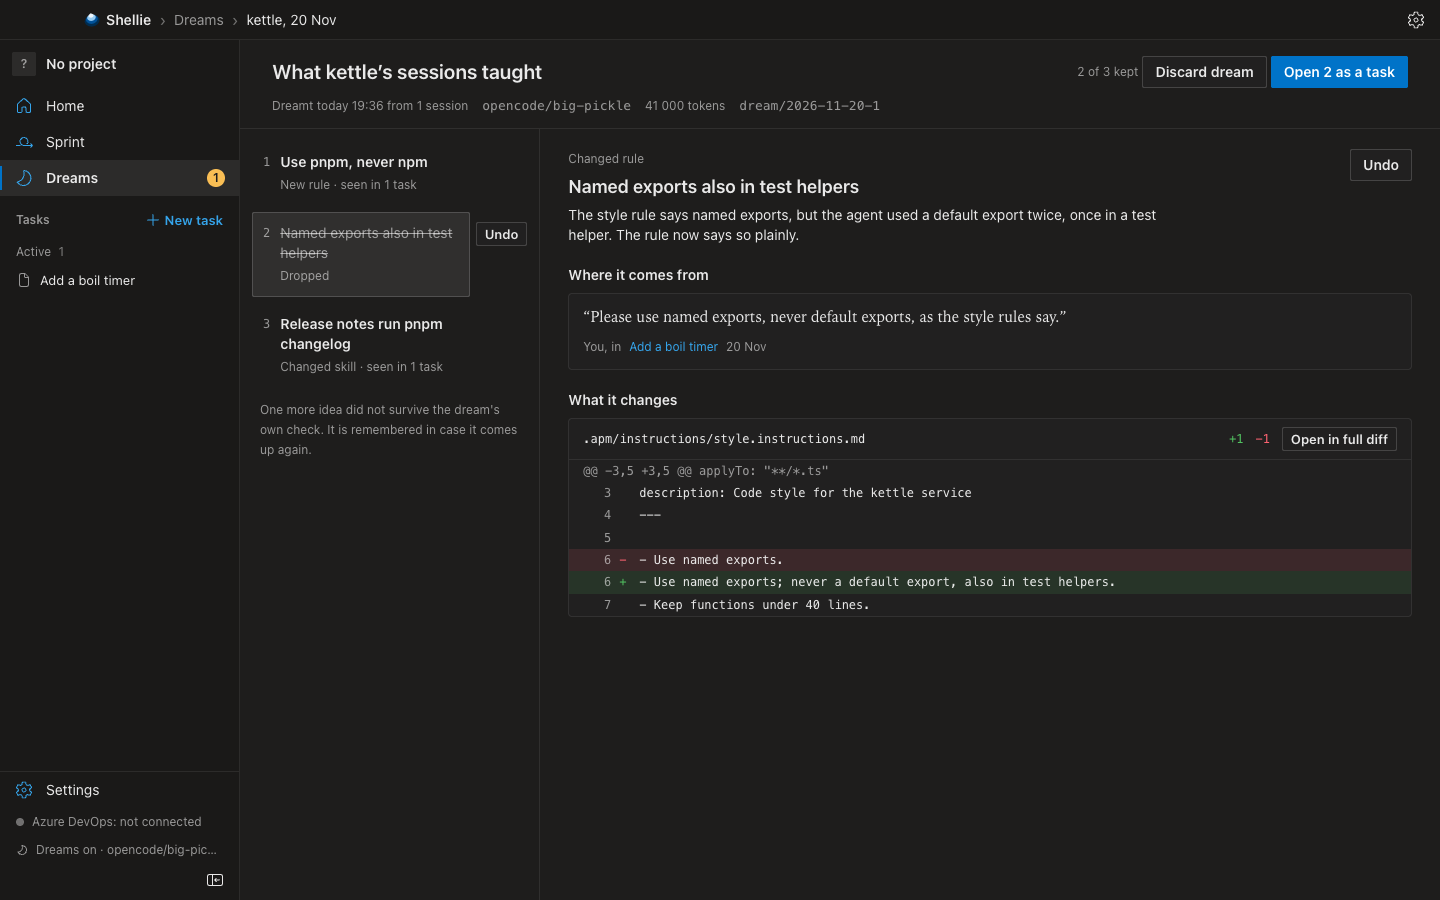 Shellie › Dreams › kettle, 20 Nov
? No project
Home
Sprint
Dreams 1
Tasks + New task
Active 1
Add a boil timer
Settings
Azure DevOps: not connected
Dreams on · opencode/big-pic...
What kettle’s sessions taught
2 of 3 kept
Discard dream
Open 2 as a task
Dreamt today 19:36 from 1 session opencode/big-pickle 41 000 tokens dream/2026-11-20-1
1 Use pnpm, never npm
New rule · seen in 1 task
2 Named exports also in test
helpers
Dropped
Undo
3 Release notes run pnpm
changelog
Changed skill · seen in 1 task
One more idea did not survive the dream's
own check. It is remembered in case it comes
up again.
Changed rule
Undo
Named exports also in test helpers
The style rule says named exports, but the agent used a default export twice, once in a test
helper. The rule now says so plainly.
Where it comes from
“Please use named exports, never default exports, as the style rules say.”
You, in Add a boil timer 20 Nov
What it changes
.apm/instructions/style.instructions.md +1 −1 Open in full diff
@@ -3,5 +3,5 @@ applyTo: "**/*.ts"
3 description: Code style for the kettle service
4 ---
5
6 - - Use named exports.
6 + - Use named exports; never a default export, also in test helpers.
7 - Keep functions under 40 lines.